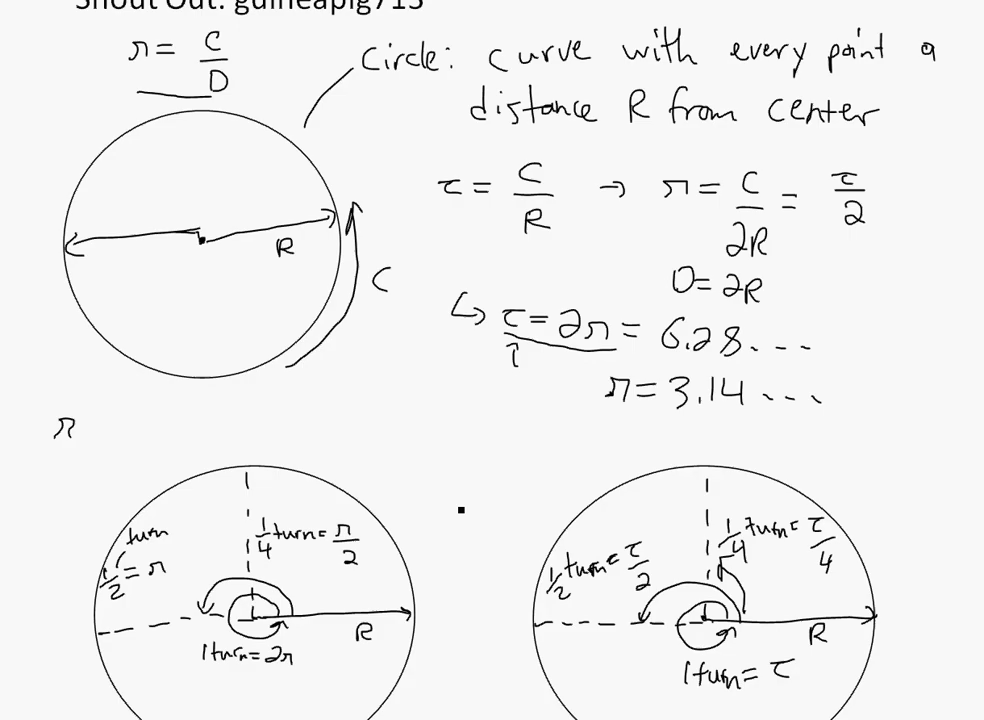 Shout Out: guineapig713
π = C/D
Circle: curve with every point a
distance R from center
τ = C/R → π = C/2R = τ/2
D = 2R
R
C
↳ τ = 2π = 6.28...
π = 3.14...
π
1/4 turn = π/2
1/2 turn = π
R
1 turn = 2π
1/4 turn = τ/4
1/2 turn = τ/2
R
1 turn = τ